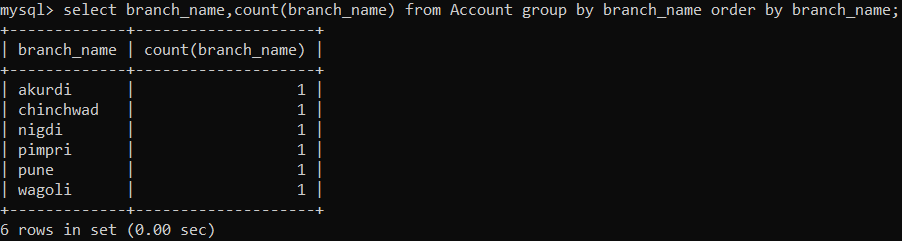 mysql> select branch_name,count(branch_name) from Account group by branch_name order by branch_name;
+-------------+--------------------+
| branch_name | count(branch_name) |
+-------------+--------------------+
| akurdi      |                  1 |
| chinchwad   |                  1 |
| nigdi       |                  1 |
| pimpri      |                  1 |
| pune        |                  1 |
| wagoli      |                  1 |
+-------------+--------------------+
6 rows in set (0.00 sec)